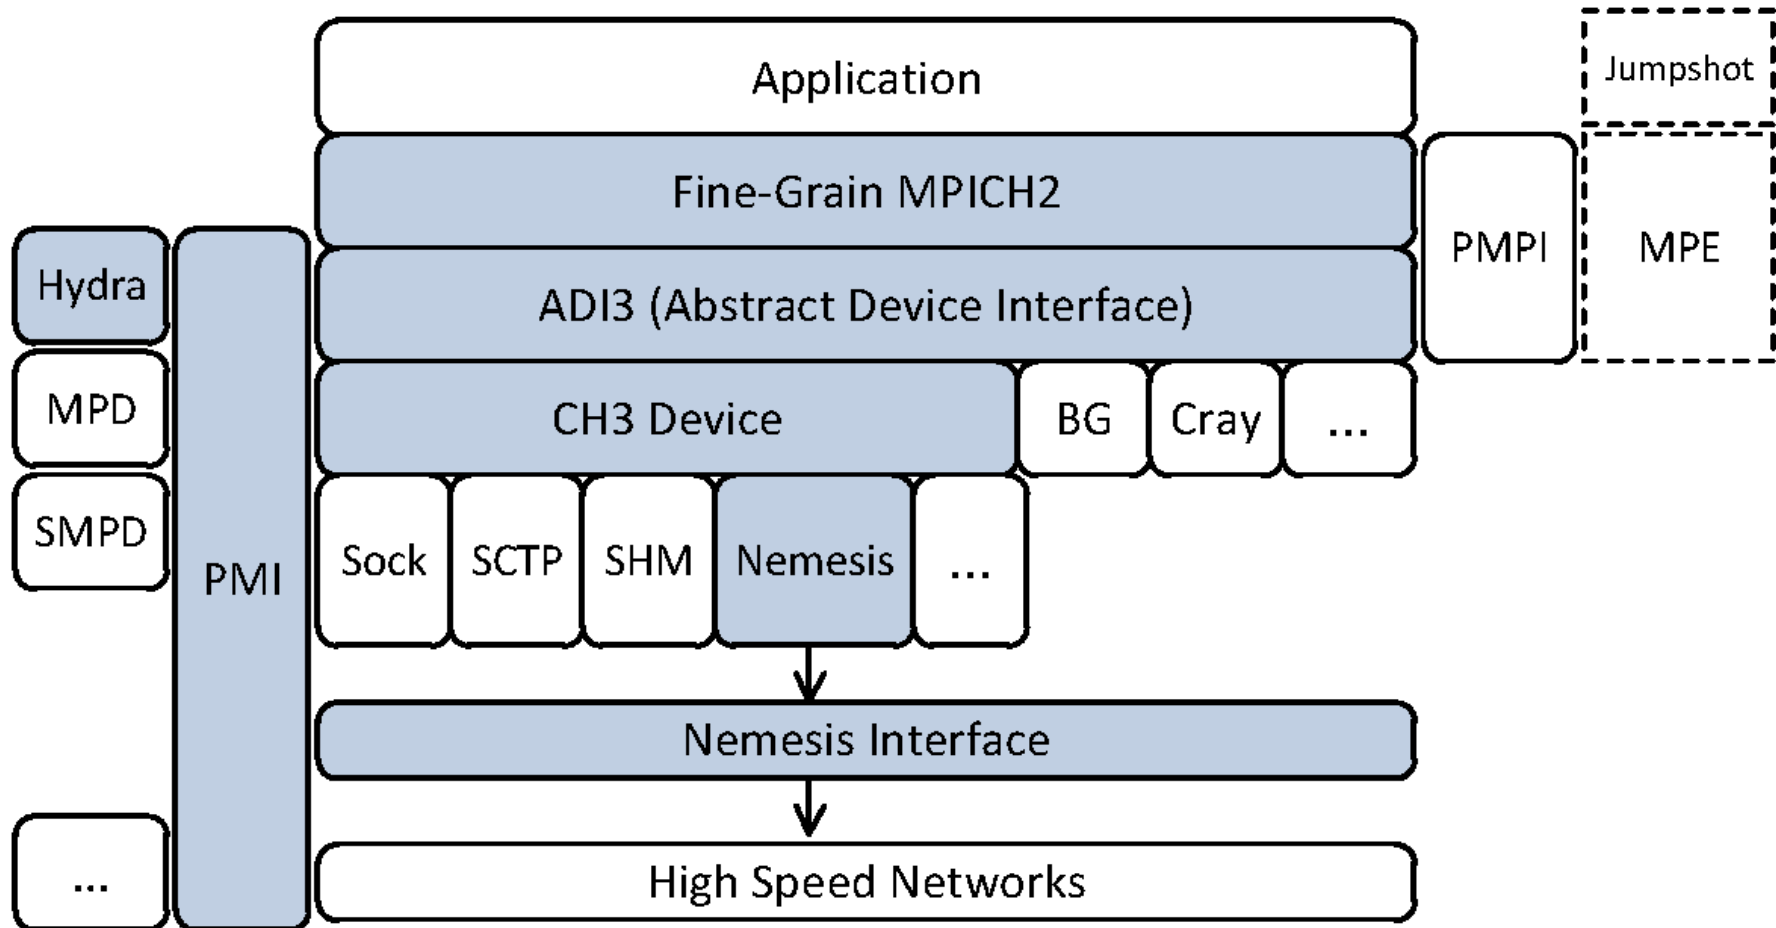 Application
Jumpshot
Fine-Grain MPICH2
PMPI
MPE
Hydra
ADI3 (Abstract Device Interface)
MPD
CH3 Device
BG
Cray
...
SMPD
PMI
Sock
SCTP
SHM
Nemesis
...
Nemesis Interface
...
High Speed Networks